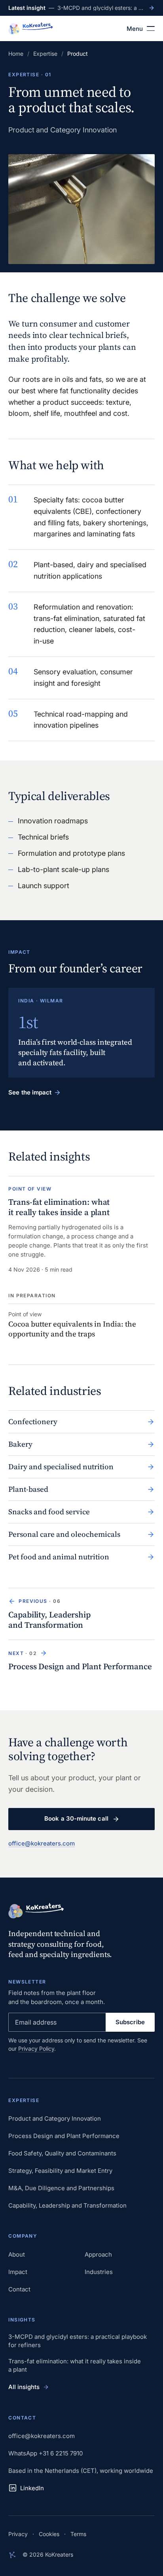 Latest insight — 3-MCPD and glycidyl esters: a ...
KoKreaters
Menu
Home / Expertise / Product
EXPERTISE · 01
From unmet need to
a product that scales.
Product and Category Innovation
The challenge we solve
We turn consumer and customer
needs into clear technical briefs,
then formulate products your plants can
make profitably.
Our roots are in oils and fats, so we are at
our best where fat functionality decides
whether a product succeeds: texture,
bloom, shelf life, mouthfeel and cost.
What we help with
01
Specialty fats: cocoa butter
equivalents (CBE), confectionery
and filling fats, bakery shortenings,
margarines and laminating fats
02
Plant-based, dairy and specialised
nutrition applications
03
Reformulation and renovation:
trans-fat elimination, saturated fat
reduction, cleaner labels, cost-
in-use
04
Sensory evaluation, consumer
insight and foresight
05
Technical road-mapping and
innovation pipelines
Typical deliverables
— Innovation roadmaps
— Technical briefs
— Formulation and prototype plans
— Lab-to-plant scale-up plans
— Launch support
IMPACT
From our founder's career
INDIA · WILMAR
1st
India's first world-class integrated
specialty fats facility, built
and activated.
See the impact →
Related insights
POINT OF VIEW
Trans-fat elimination: what
it really takes inside a plant
Removing partially hydrogenated oils is a
formulation change, a process change and a
people change. Plants that treat it as only the first
one struggle.
4 Nov 2026 · 5 min read
IN PREPARATION
Point of view
Cocoa butter equivalents in India: the
opportunity and the traps
Related industries
Confectionery →
Bakery →
Dairy and specialised nutrition →
Plant-based →
Snacks and food service →
Personal care and oleochemicals →
Pet food and animal nutrition →
← PREVIOUS · 06
Capability, Leadership
and Transformation
NEXT · 02 →
Process Design and Plant Performance
Have a challenge worth
solving together?
Tell us about your product, your plant or
your decision.
Book a 30-minute call →
office@kokreaters.com
KoKreaters
Independent technical and
strategy consulting for food,
feed and specialty ingredients.
NEWSLETTER
Field notes from the plant floor
and the boardroom, once a month.
Email address
Subscribe
We use your address only to send the newsletter. See
our Privacy Policy.
EXPERTISE
Product and Category Innovation
Process Design and Plant Performance
Food Safety, Quality and Contaminants
Strategy, Feasibility and Market Entry
M&A, Due Diligence and Partnerships
Capability, Leadership and Transformation
COMPANY
About
Approach
Impact
Industries
Contact
INSIGHTS
3-MCPD and glycidyl esters: a practical playbook
for refiners
Trans-fat elimination: what it really takes inside
a plant
All insights →
CONTACT
office@kokreaters.com
WhatsApp +31 6 2215 7910
Based in the Netherlands (CET), working worldwide
LinkedIn
Privacy · Cookies · Terms
© 2026 KoKreaters